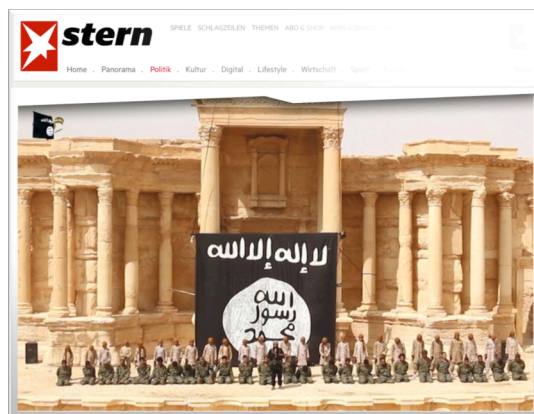 stern
SPIELE SCHLAGZEILEN THEMEN ABO & SHOP
Home . Panorama . Politik . Kultur . Digital . Lifestyle . Wirtschaft . Sport
لا إله إلا الله
الله
رسول
محمد